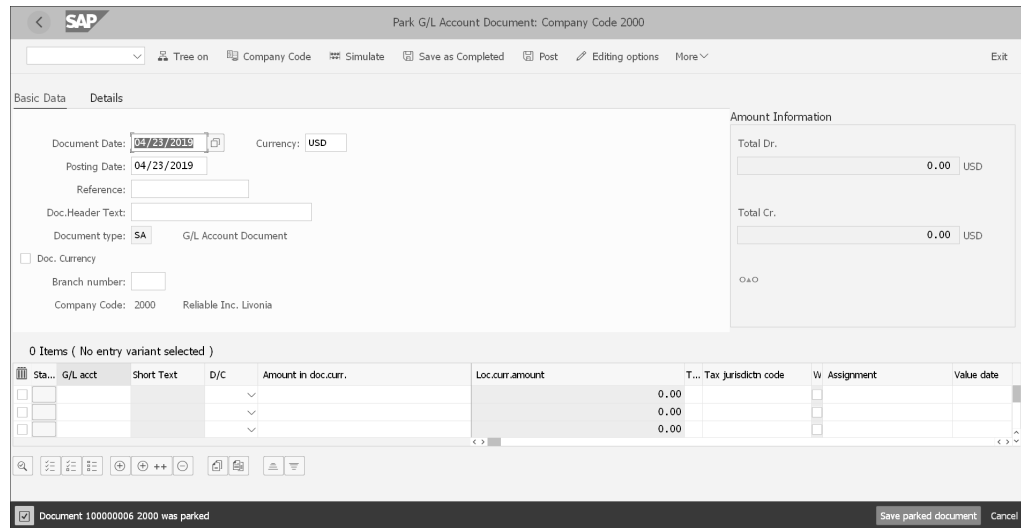 SAP
Park G/L Account Document: Company Code 2000
Tree on Company Code Simulate Save as Completed Post Editing options More Exit
Basic Data Details
Amount Information
Document Date: 04/23/2019 Currency: USD
Total Dr.
Posting Date: 04/23/2019
0.00 USD
Reference:
Doc.Header Text:
Total Cr.
Document type: SA G/L Account Document
0.00 USD
Doc. Currency
Branch number:
Company Code: 2000 Reliable Inc. Livonia
0 Items ( No entry variant selected )
Sta... G/L acct Short Text D/C Amount in doc.curr. Loc.curr.amount T... Tax jurisdictn code W Assignment Value date
0.00
0.00
0.00
Document 100000006 2000 was parked Save parked document Cancel